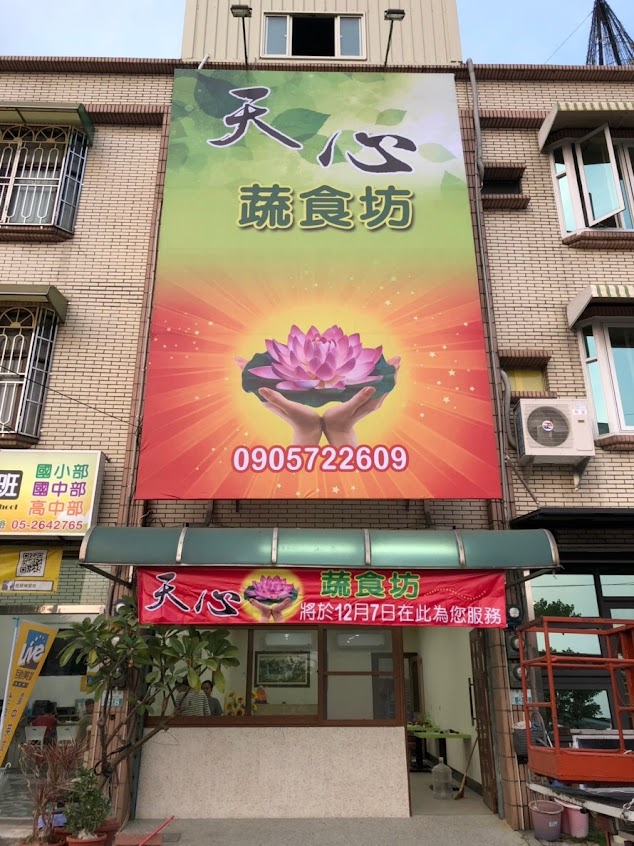 天心
蔬食坊
0905722609
班
國小部
國中部
高中部
05-2642765
天心 蔬食坊
將於12月7日在此為您服務